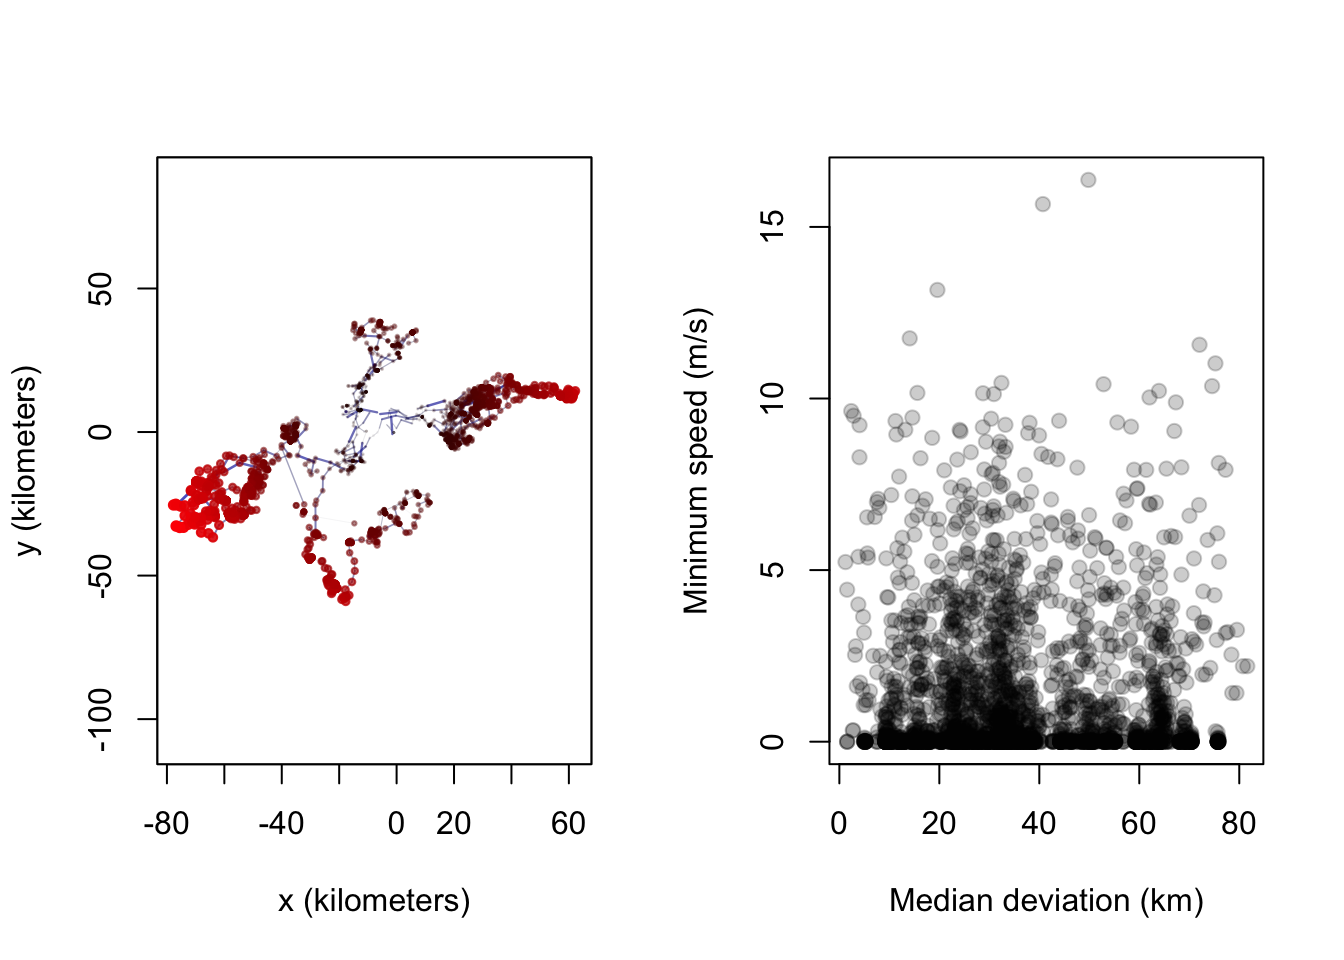 50
0
-50
-100
y (kilometers)
-80 -40 0 20 60
x (kilometers)
15
10
5
0
Minimum speed (m/s)
0 20 40 60 80
Median deviation (km)